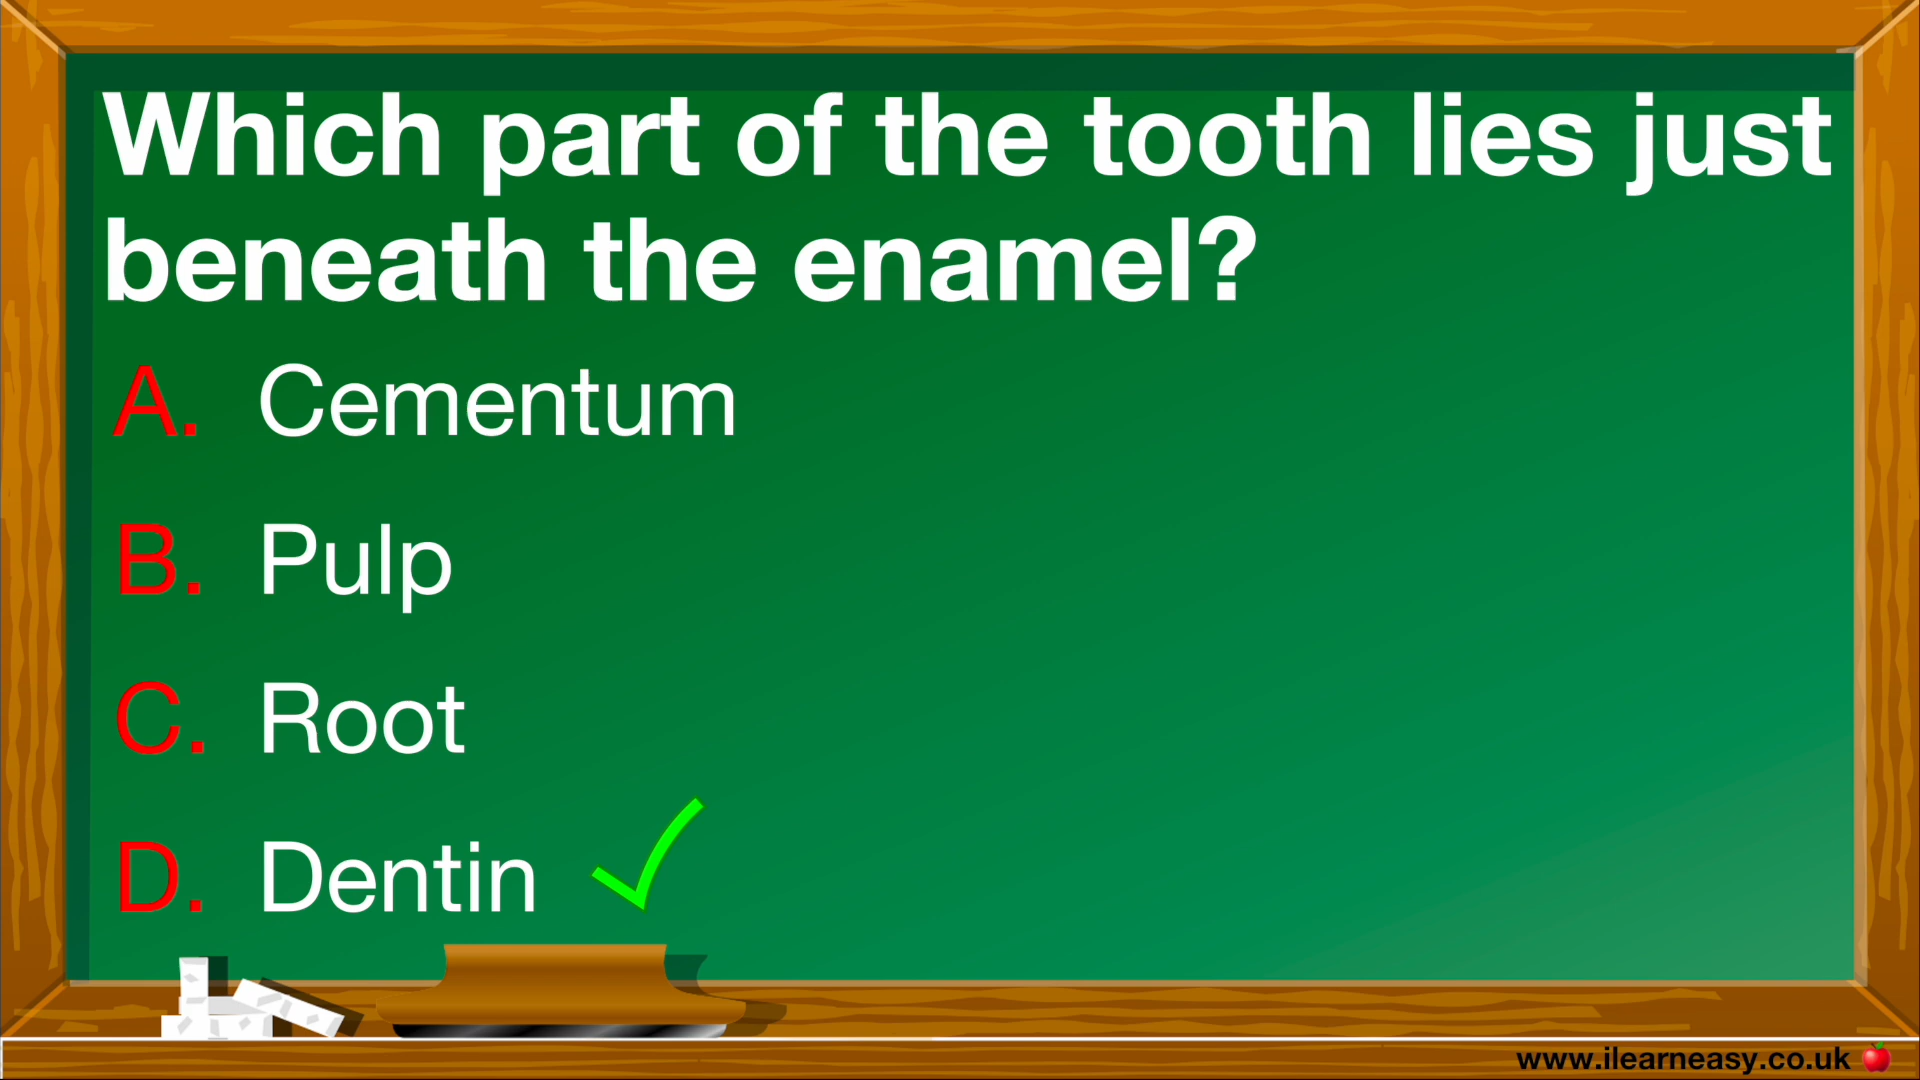 Which part of the tooth lies just
beneath the enamel?
A. Cementum
B. Pulp
C. Root
D. Dentin
www.ilearneasy.co.uk